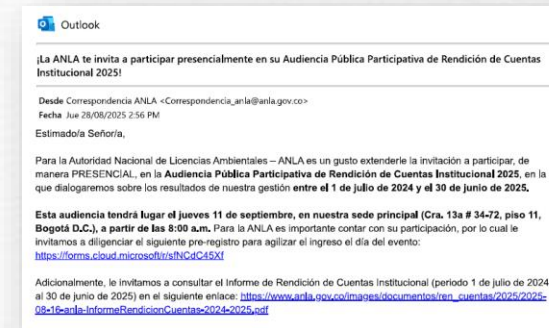 Outlook
¡La ANLA te invita a participar presencialmente en su Audiencia Pública Participativa de Rendición de Cuentas
Institucional 2025!
Desde Correspondencia ANLA <Correspondencia_anla@anla.gov.co>
Fecha Jue 28/08/2025 2:56 PM
Estimado/a Señor/a,
Para la Autoridad Nacional de Licencias Ambientales – ANLA es un gusto extenderle la invitación a participar, de
manera PRESENCIAL, en la Audiencia Pública Participativa de Rendición de Cuentas Institucional 2025, en la
que dialogaremos sobre los resultados de nuestra gestión entre el 1 de julio de 2024 y el 30 de junio de 2025.
Esta audiencia tendrá lugar el jueves 11 de septiembre, en nuestra sede principal (Cra. 13a # 34-72, piso 11,
Bogotá D.C.), a partir de las 8:00 a.m. Para la ANLA es importante contar con su participación, por lo cual le
invitamos a diligenciar el siguiente pre-registro para agilizar el ingreso el día del evento:
https://forms.cloud.microsoft/r/sfNCdC45Xf
Adicionalmente, le invitamos a consultar el Informe de Rendición de Cuentas Institucional (periodo 1 de julio de 2024
al 30 de junio de 2025) en el siguiente enlace: https://www.anla.gov.co/images/documentos/ren_cuentas/2025/2025-
08-16-anla-InformeRendicionCuentas-2024-2025.pdf